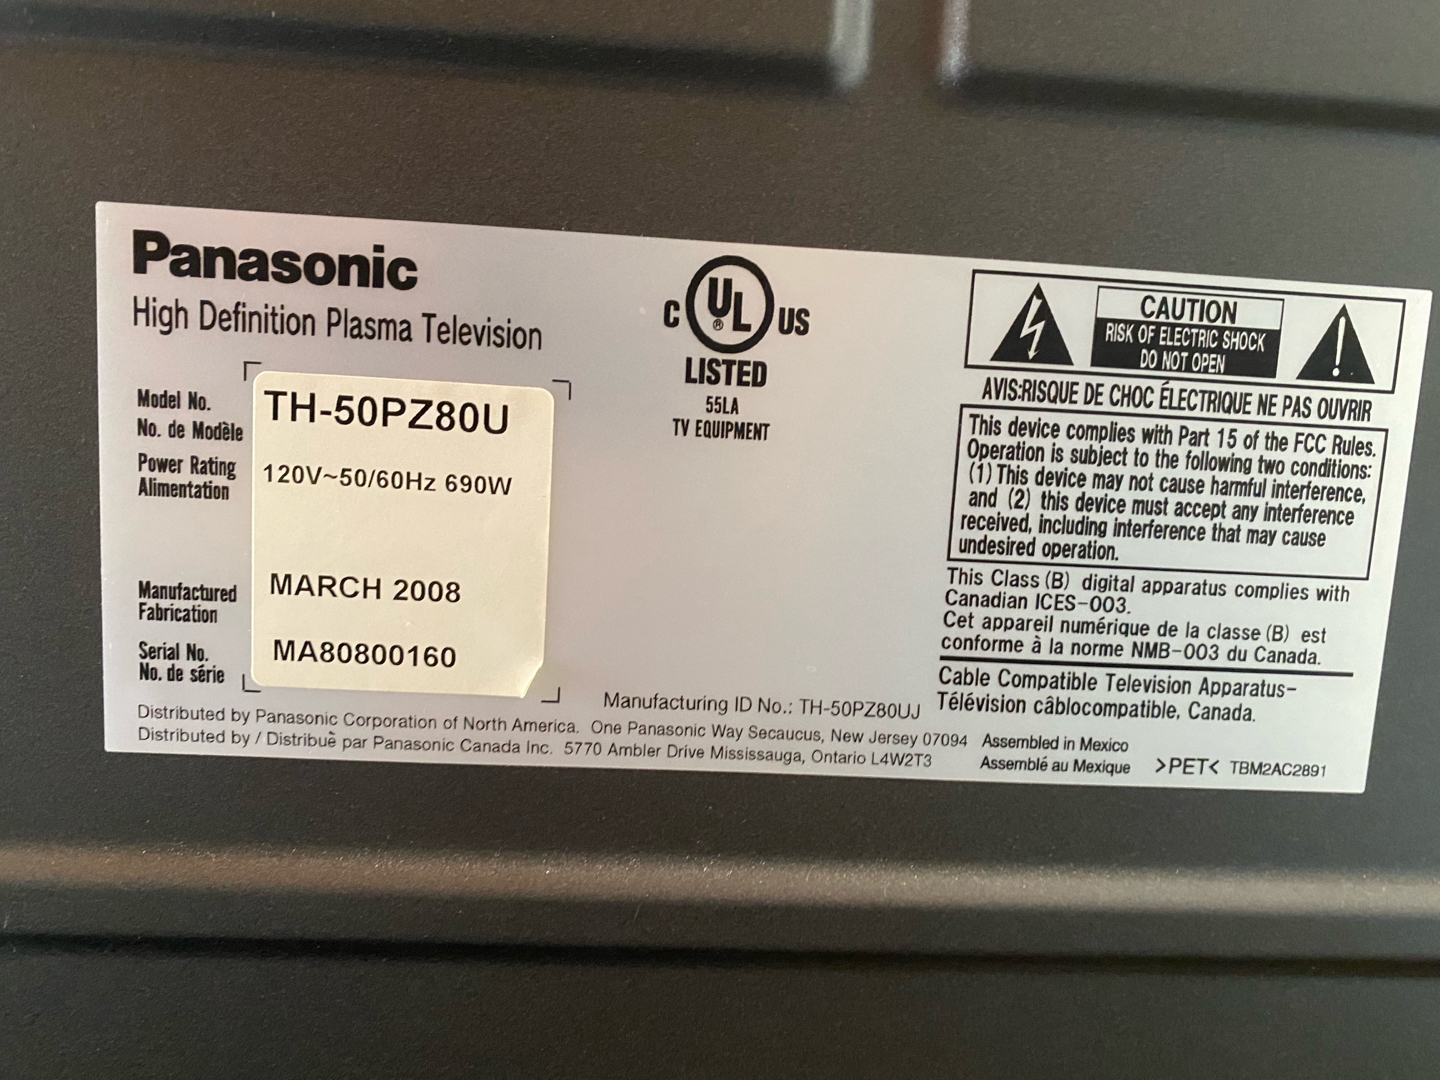 Panasonic
High Definition Plasma Television
Model No.
No. de Modèle
TH-50PZ80U
Power Rating
Alimentation
120V~50/60Hz 690W
Manufactured
Fabrication
MARCH 2008
Serial No.
No. de série
MA80800160
C UL ® US
LISTED
55LA
TV EQUIPMENT
CAUTION
RISK OF ELECTRIC SHOCK
DO NOT OPEN
AVIS:RISQUE DE CHOC ÉLECTRIQUE NE PAS OUVRIR
This device complies with Part 15 of the FCC Rules.
Operation is subject to the following two conditions:
(1) This device may not cause harmful interference,
and (2) this device must accept any interference
received, including interference that may cause
undesired operation.
This Class (B) digital apparatus complies with
Canadian ICES-003.
Cet appareil numérique de la classe (B) est
conforme à la norme NMB-003 du Canada.
Cable Compatible Television Apparatus-
Télévision câblocompatible, Canada.
Manufacturing ID No.: TH-50PZ80UJ
Distributed by Panasonic Corporation of North America. One Panasonic Way Secaucus, New Jersey 07094
Distributed by / Distribuè par Panasonic Canada Inc. 5770 Ambler Drive Mississauga, Ontario L4W2T3
Assembled in Mexico
Assemblé au Mexique >PET< TBM2AC2891